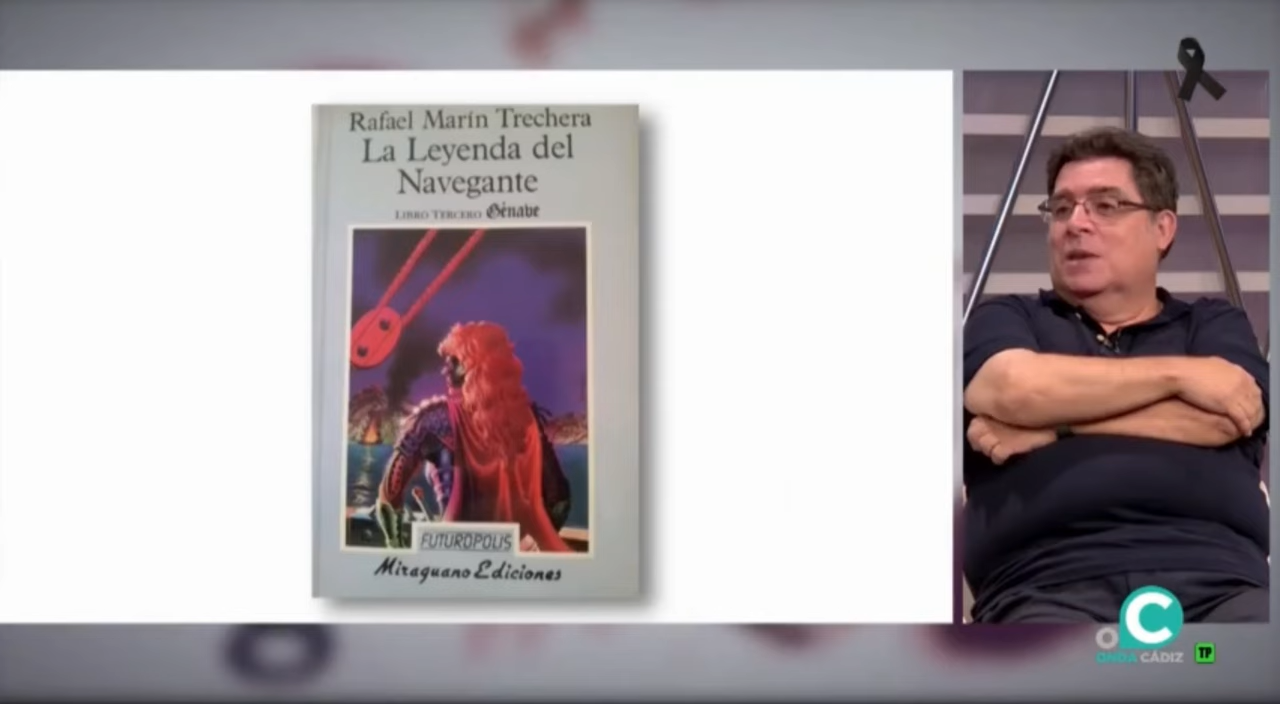 Rafael Marín Trechera
La Leyenda del
Navegante
LIBRO TERCERO Génave
FUTURÓPOLIS
Miraguano Ediciones
C
ONDA CÁDIZ
TP